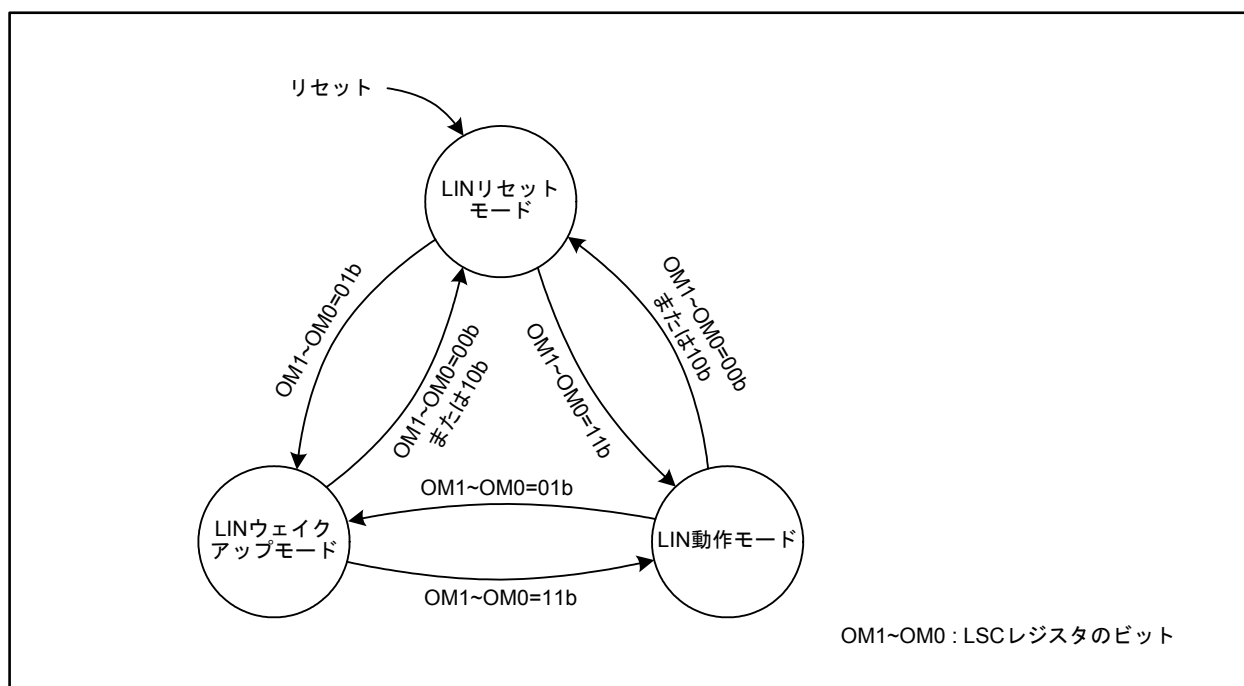 リセット
LINリセット
モード
OM1~OM0=01b
OM1~OM0=00b
または10b
OM1~OM0=11b
OM1~OM0=00b
または10b
OM1~OM0=01b
LINウェイク
アップモード
LIN動作モード
OM1~OM0=11b
OM1~OM0 : LSCレジスタのビット